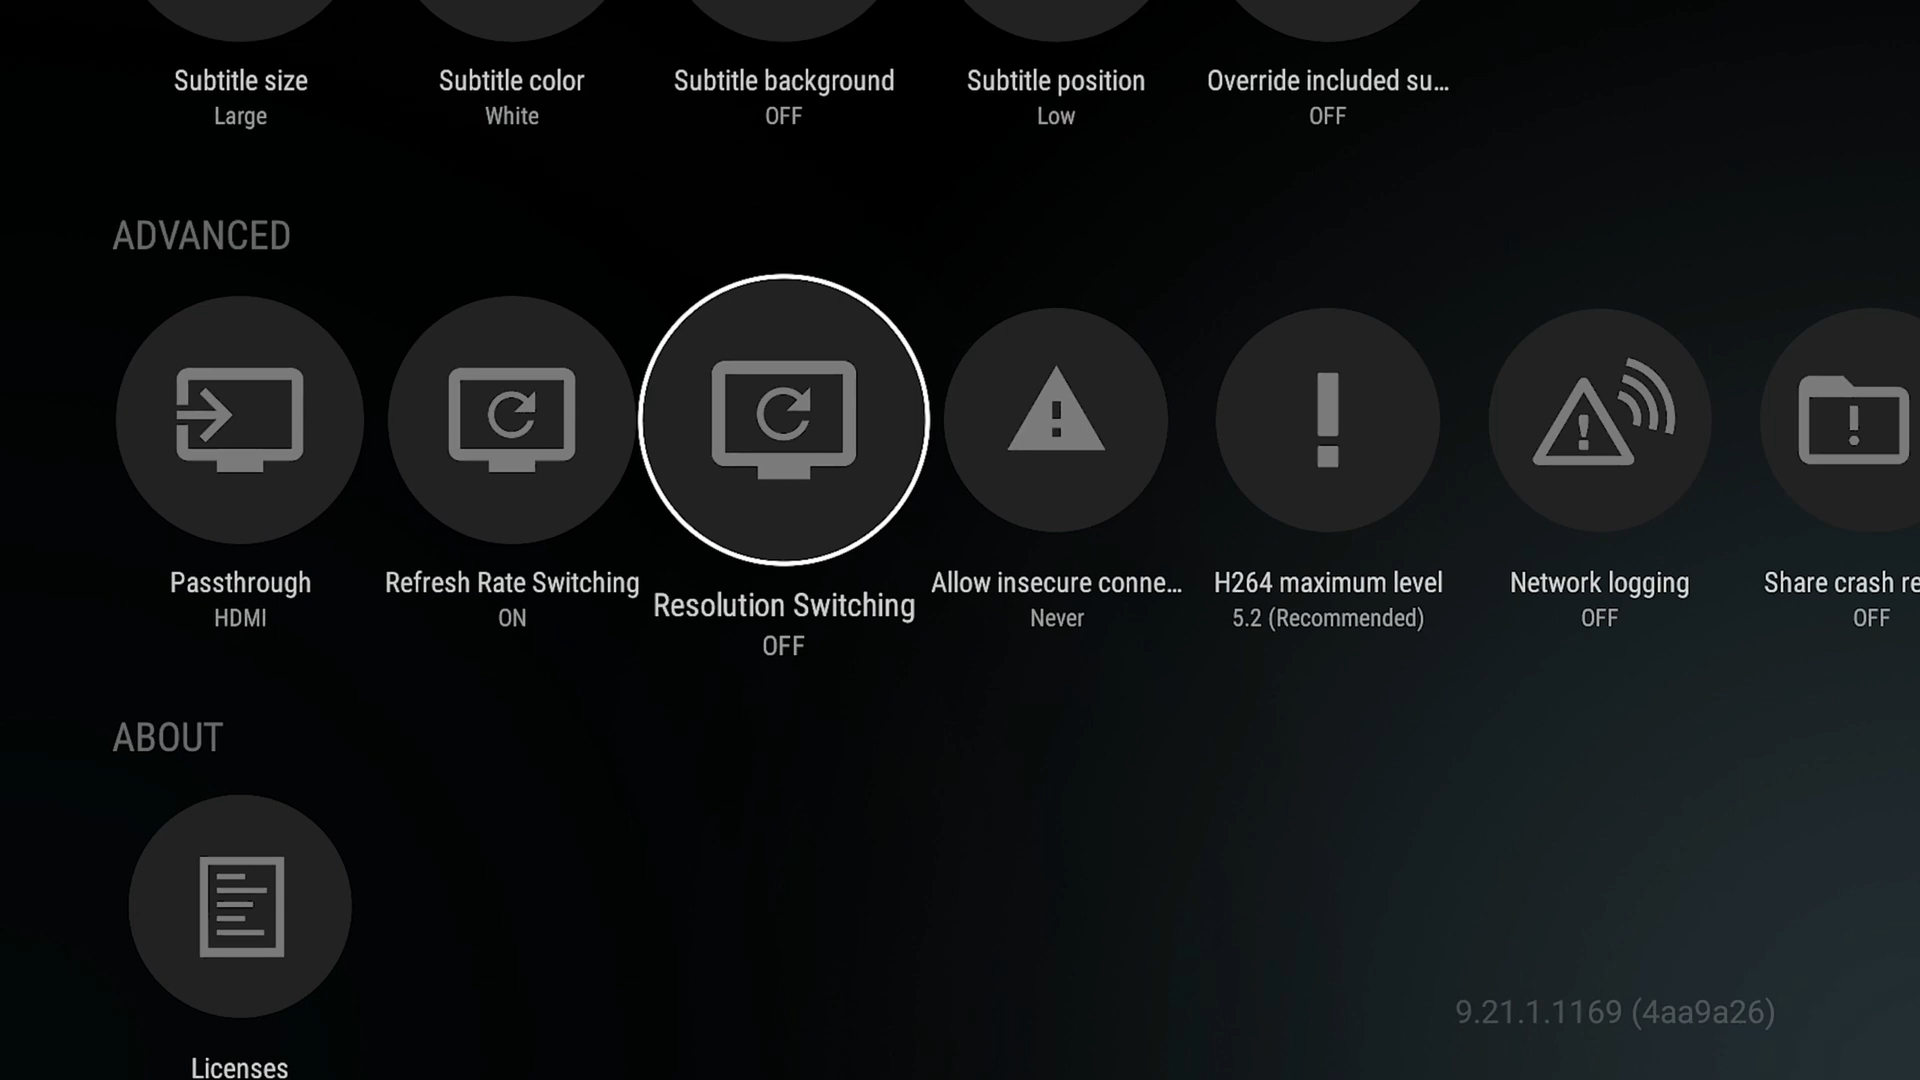 Subtitle size
Large
Subtitle color
White
Subtitle background
OFF
Subtitle position
Low
Override included su...
OFF
ADVANCED
Passthrough
HDMI
Refresh Rate Switching
ON
Resolution Switching
OFF
Allow insecure conne...
Never
H264 maximum level
5.2 (Recommended)
Network logging
OFF
Share crash re
OFF
ABOUT
Licenses
9.21.1.1169 (4aa9a26)